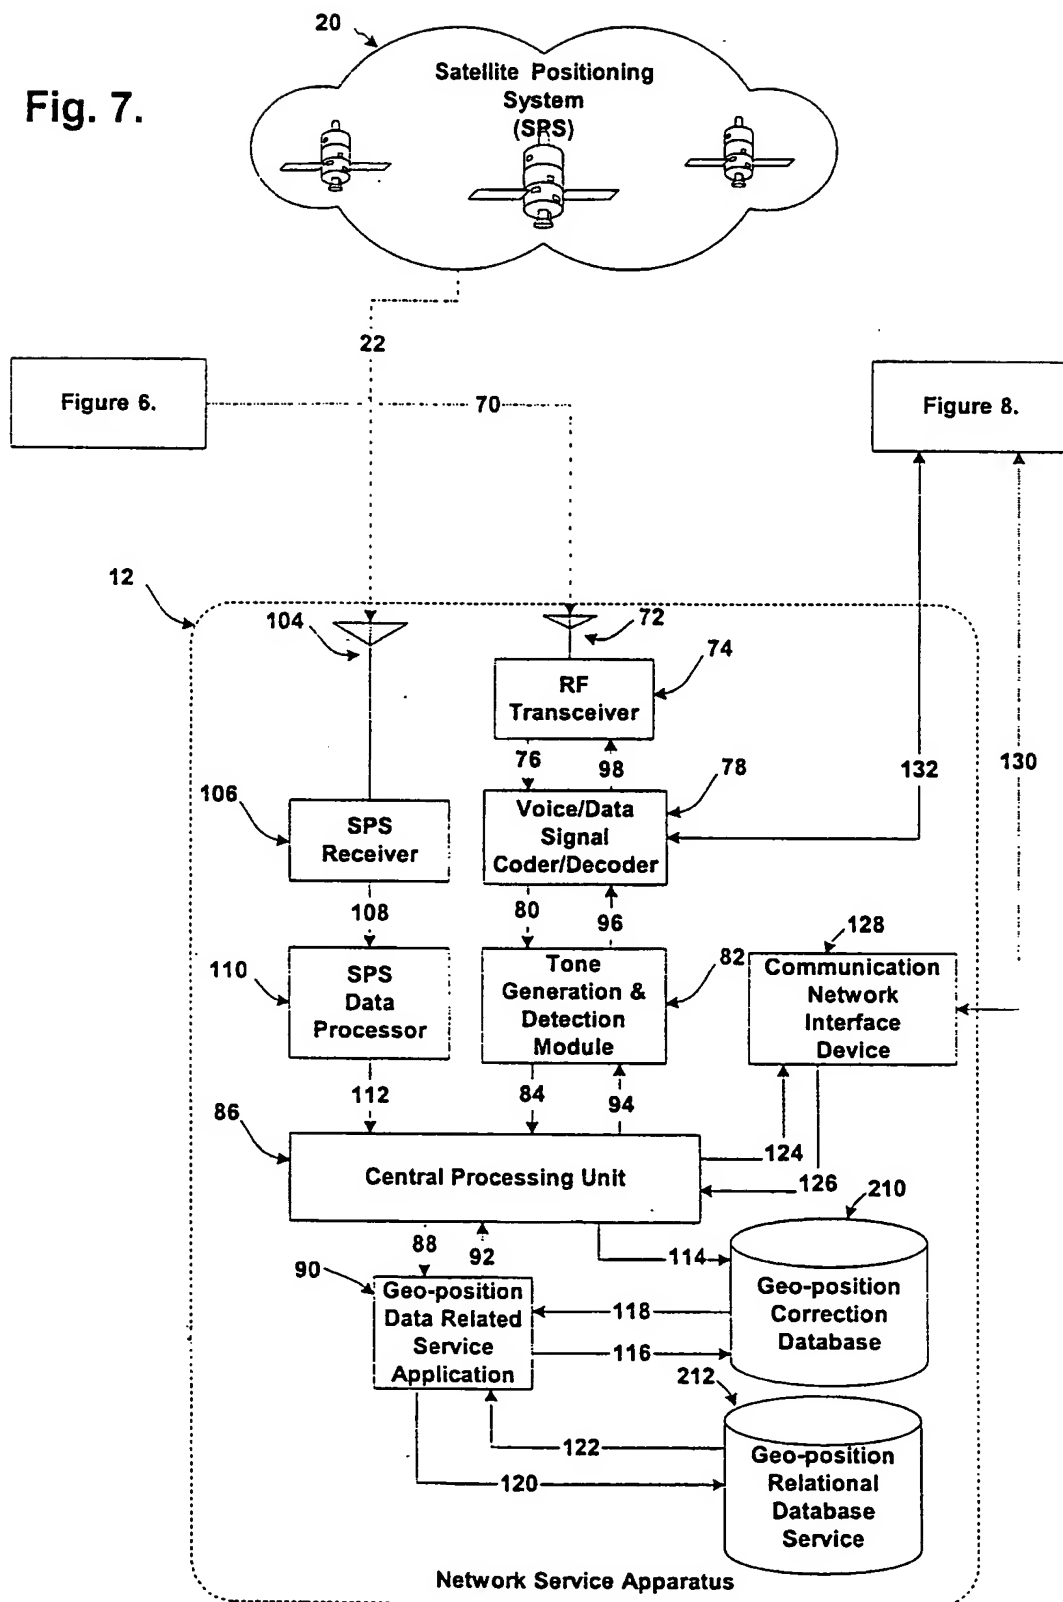 20
Satellite Positioning
System
(SPS)
Fig. 7.
22
Figure 6.
70
Figure 8.
12
104
72
74
RF
Transceiver
76
98
132
130
78
106
SPS
Receiver
Voice/Data
Signal
Coder/Decoder
108
80
96
128
110
SPS
Data
Processor
Tone
Generation &
Detection
Module
82
Communication
Network
Interface
Device
112
84
94
86
124
Central Processing Unit
126
210
88
92
114
90
Geo-position
Data Related
Service
Application
118
116
Geo-position
Correction
Database
212
122
120
Geo-position
Relational
Database
Service
Network Service Apparatus